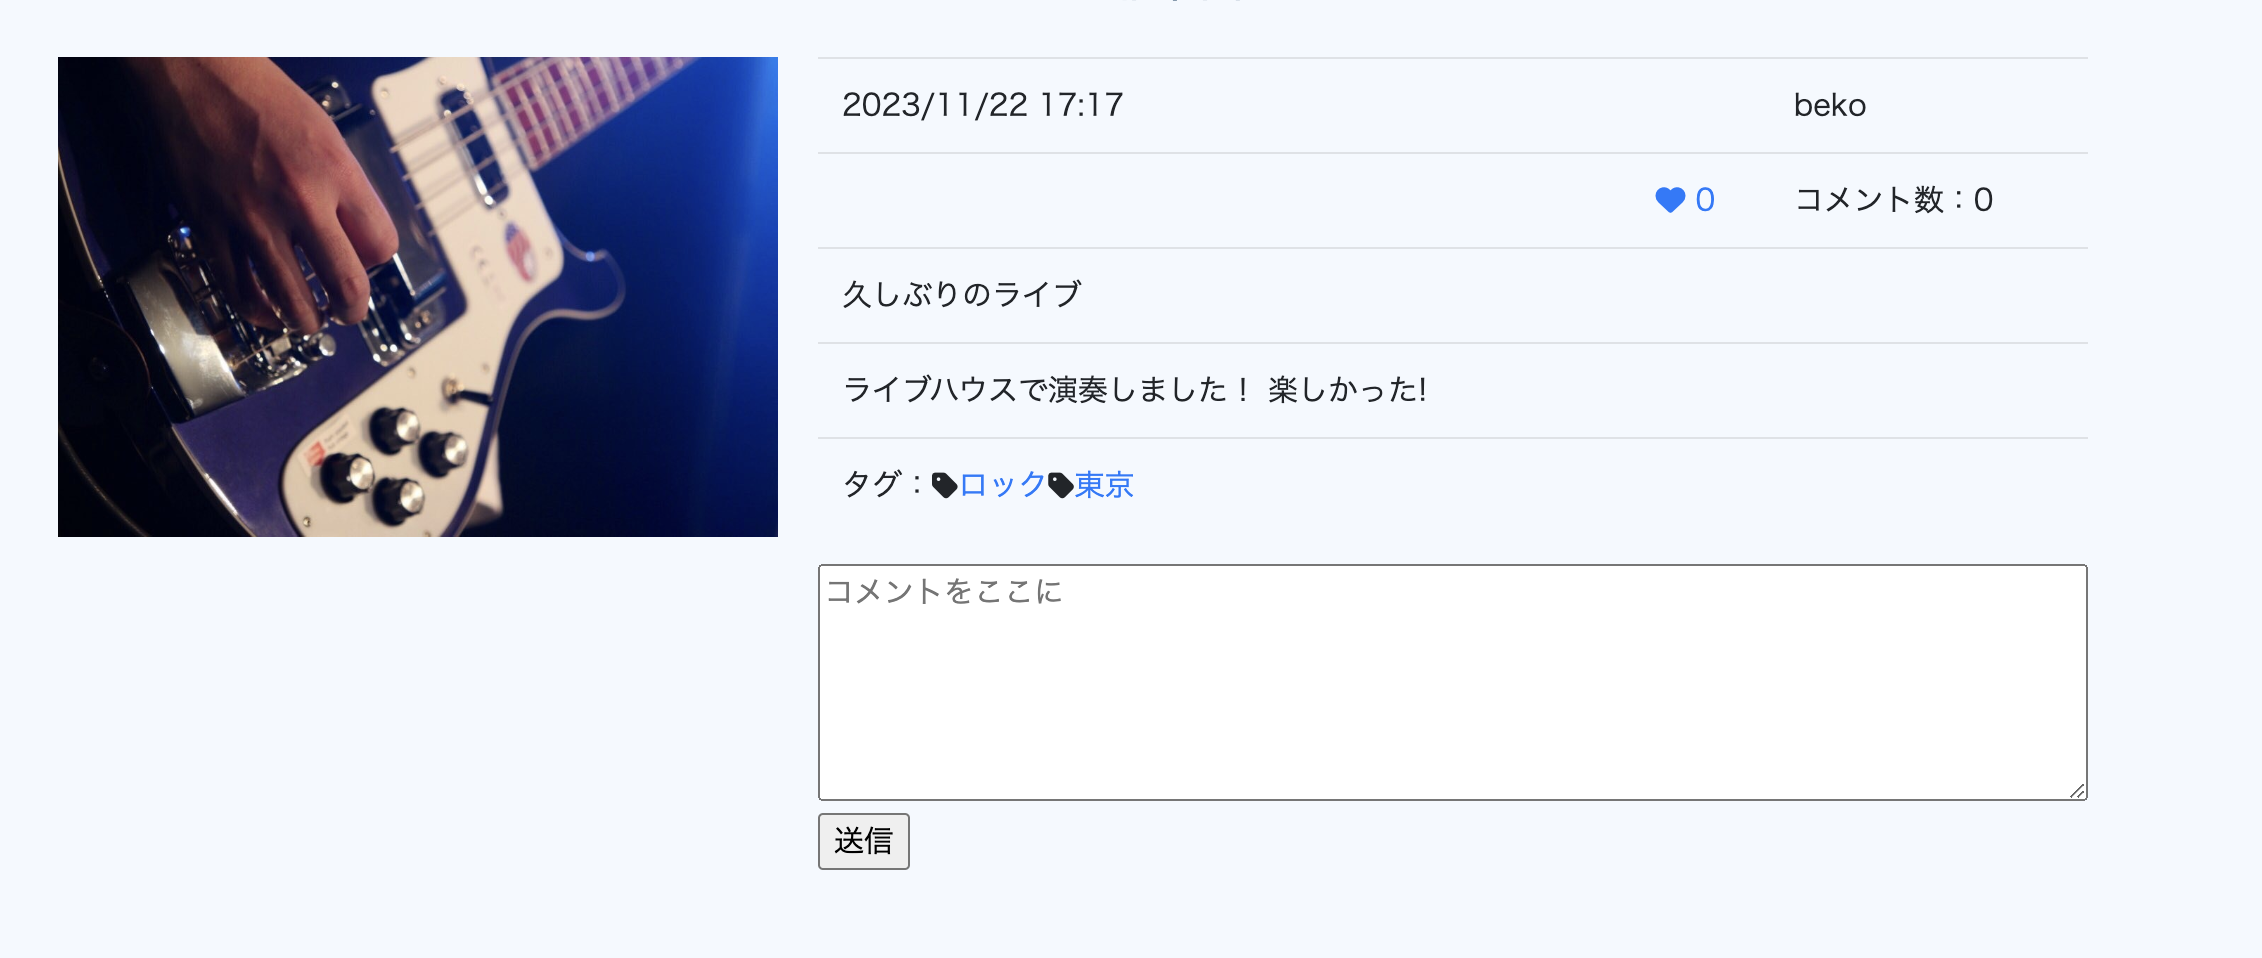 2023/11/22 17:17 beko
0 コメント数：0
久しぶりのライブ
ライブハウスで演奏しました！ 楽しかった!
タグ：ロック東京
コメントをここに
送信